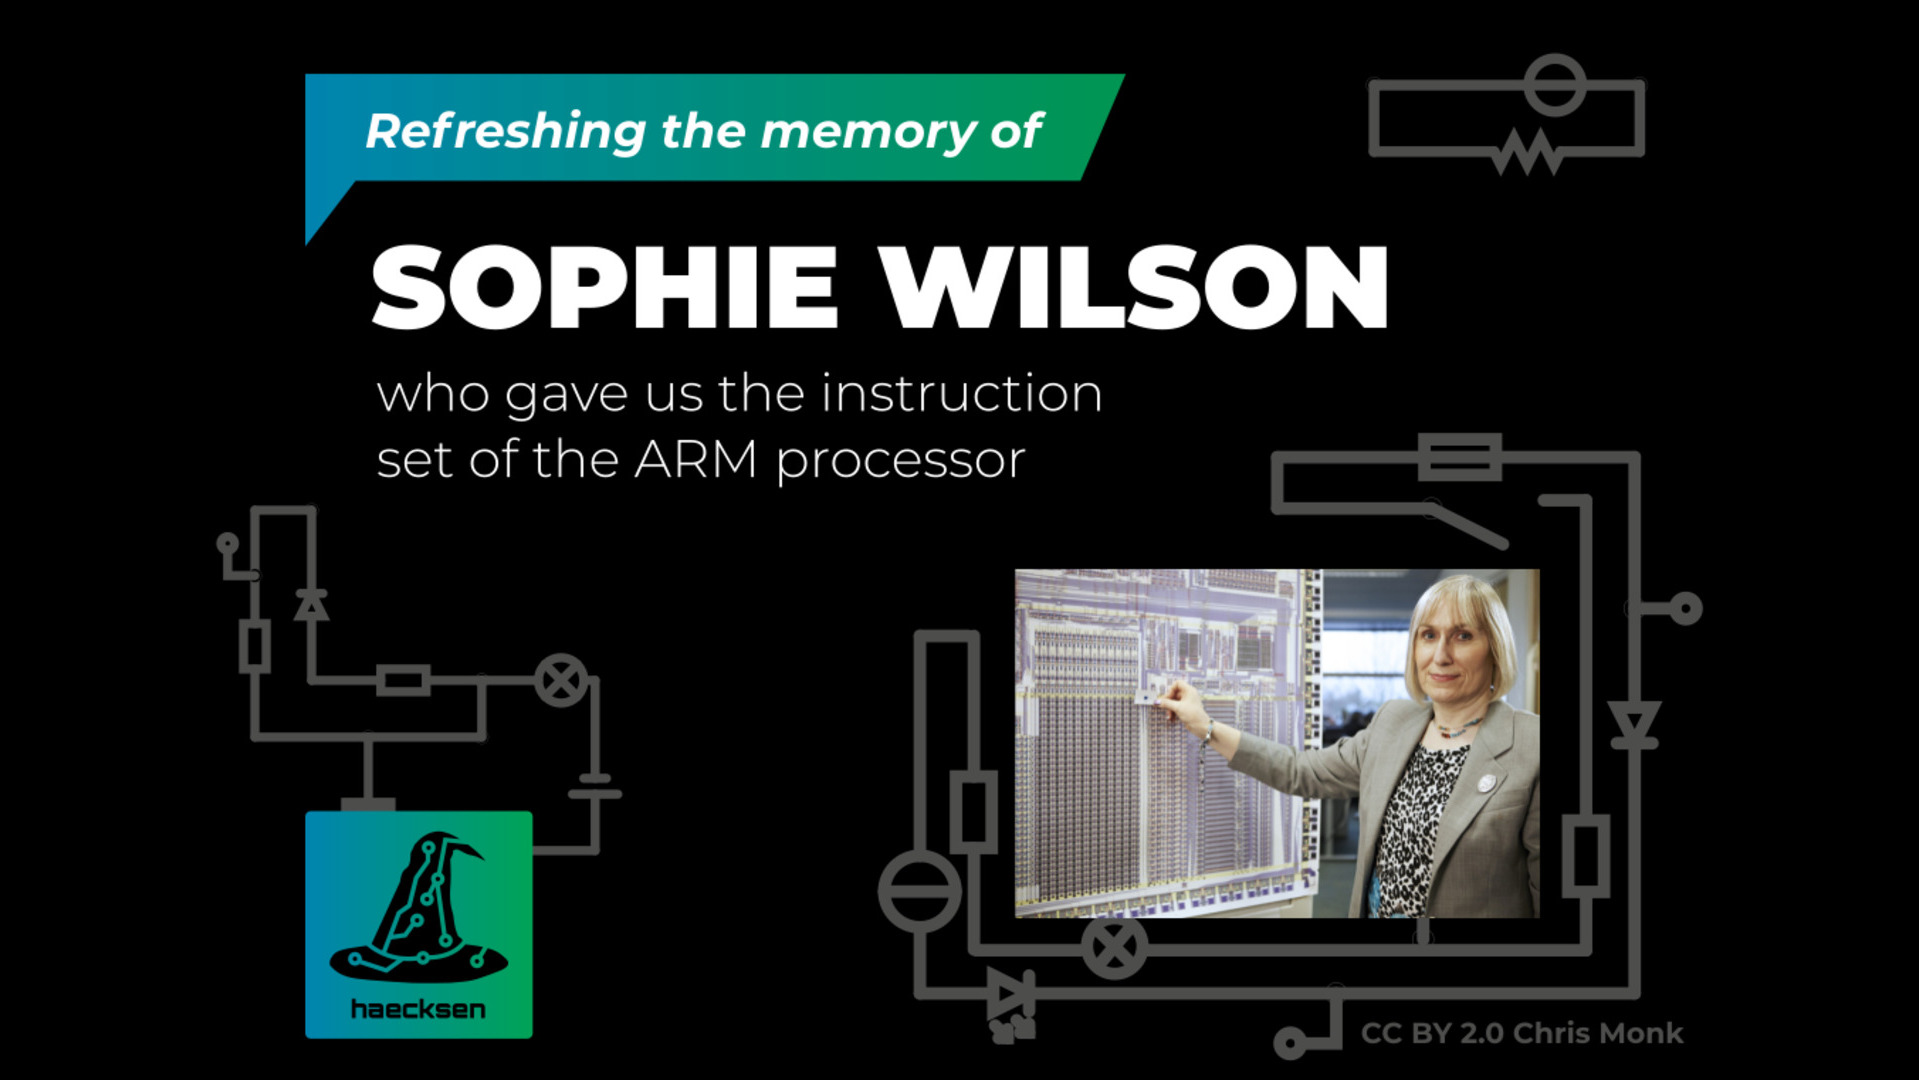 Refreshing the memory of
SOPHIE WILSON
who gave us the instruction
set of the ARM processor
haecksen
CC BY 2.0 Chris Monk